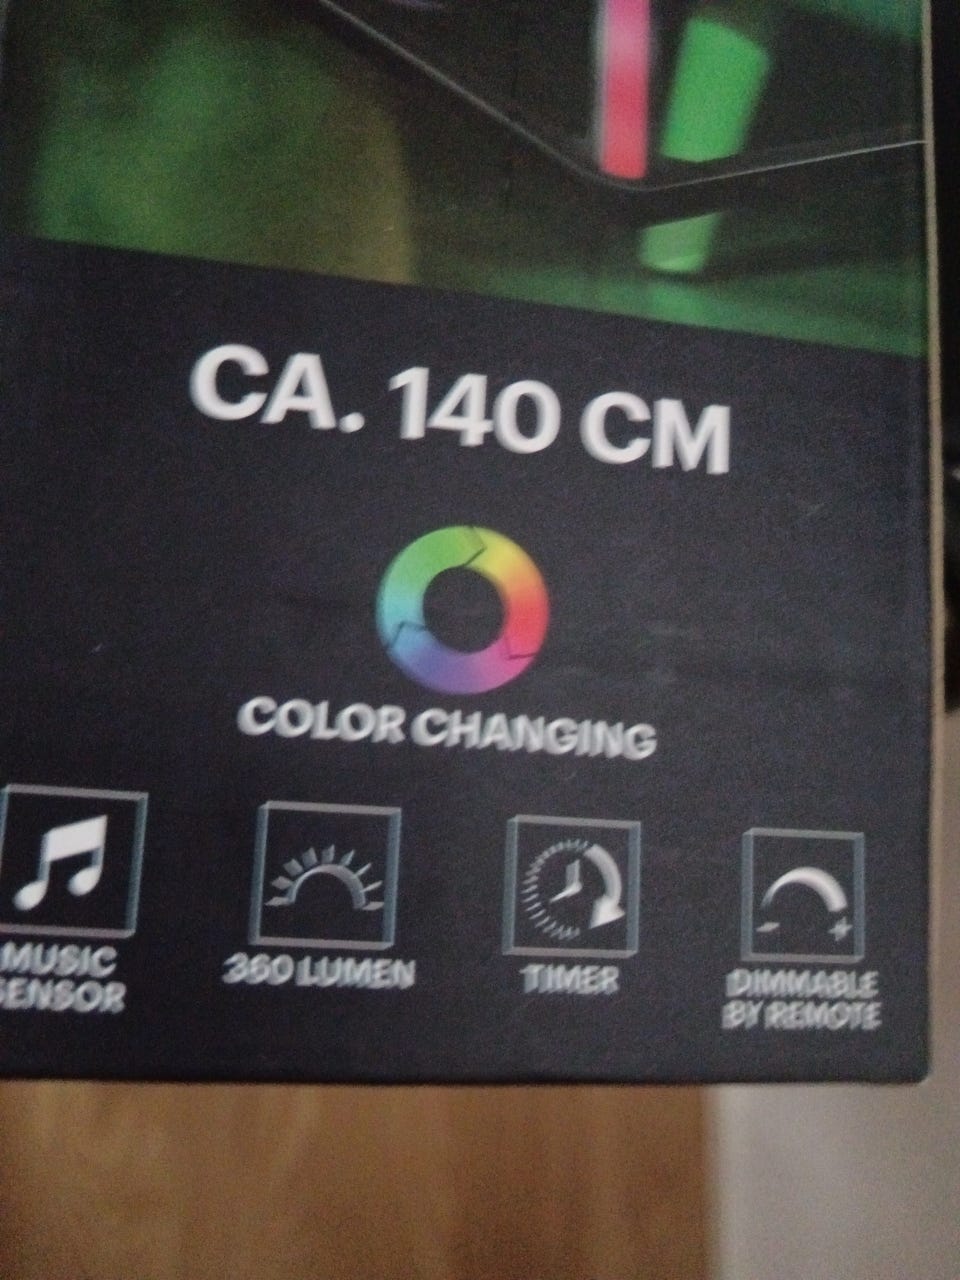 CA. 140 CM
COLOR CHANGING
MUSIC
SENSOR
360 LUMEN
TIMER
DIMMABLE
BY REMOTE